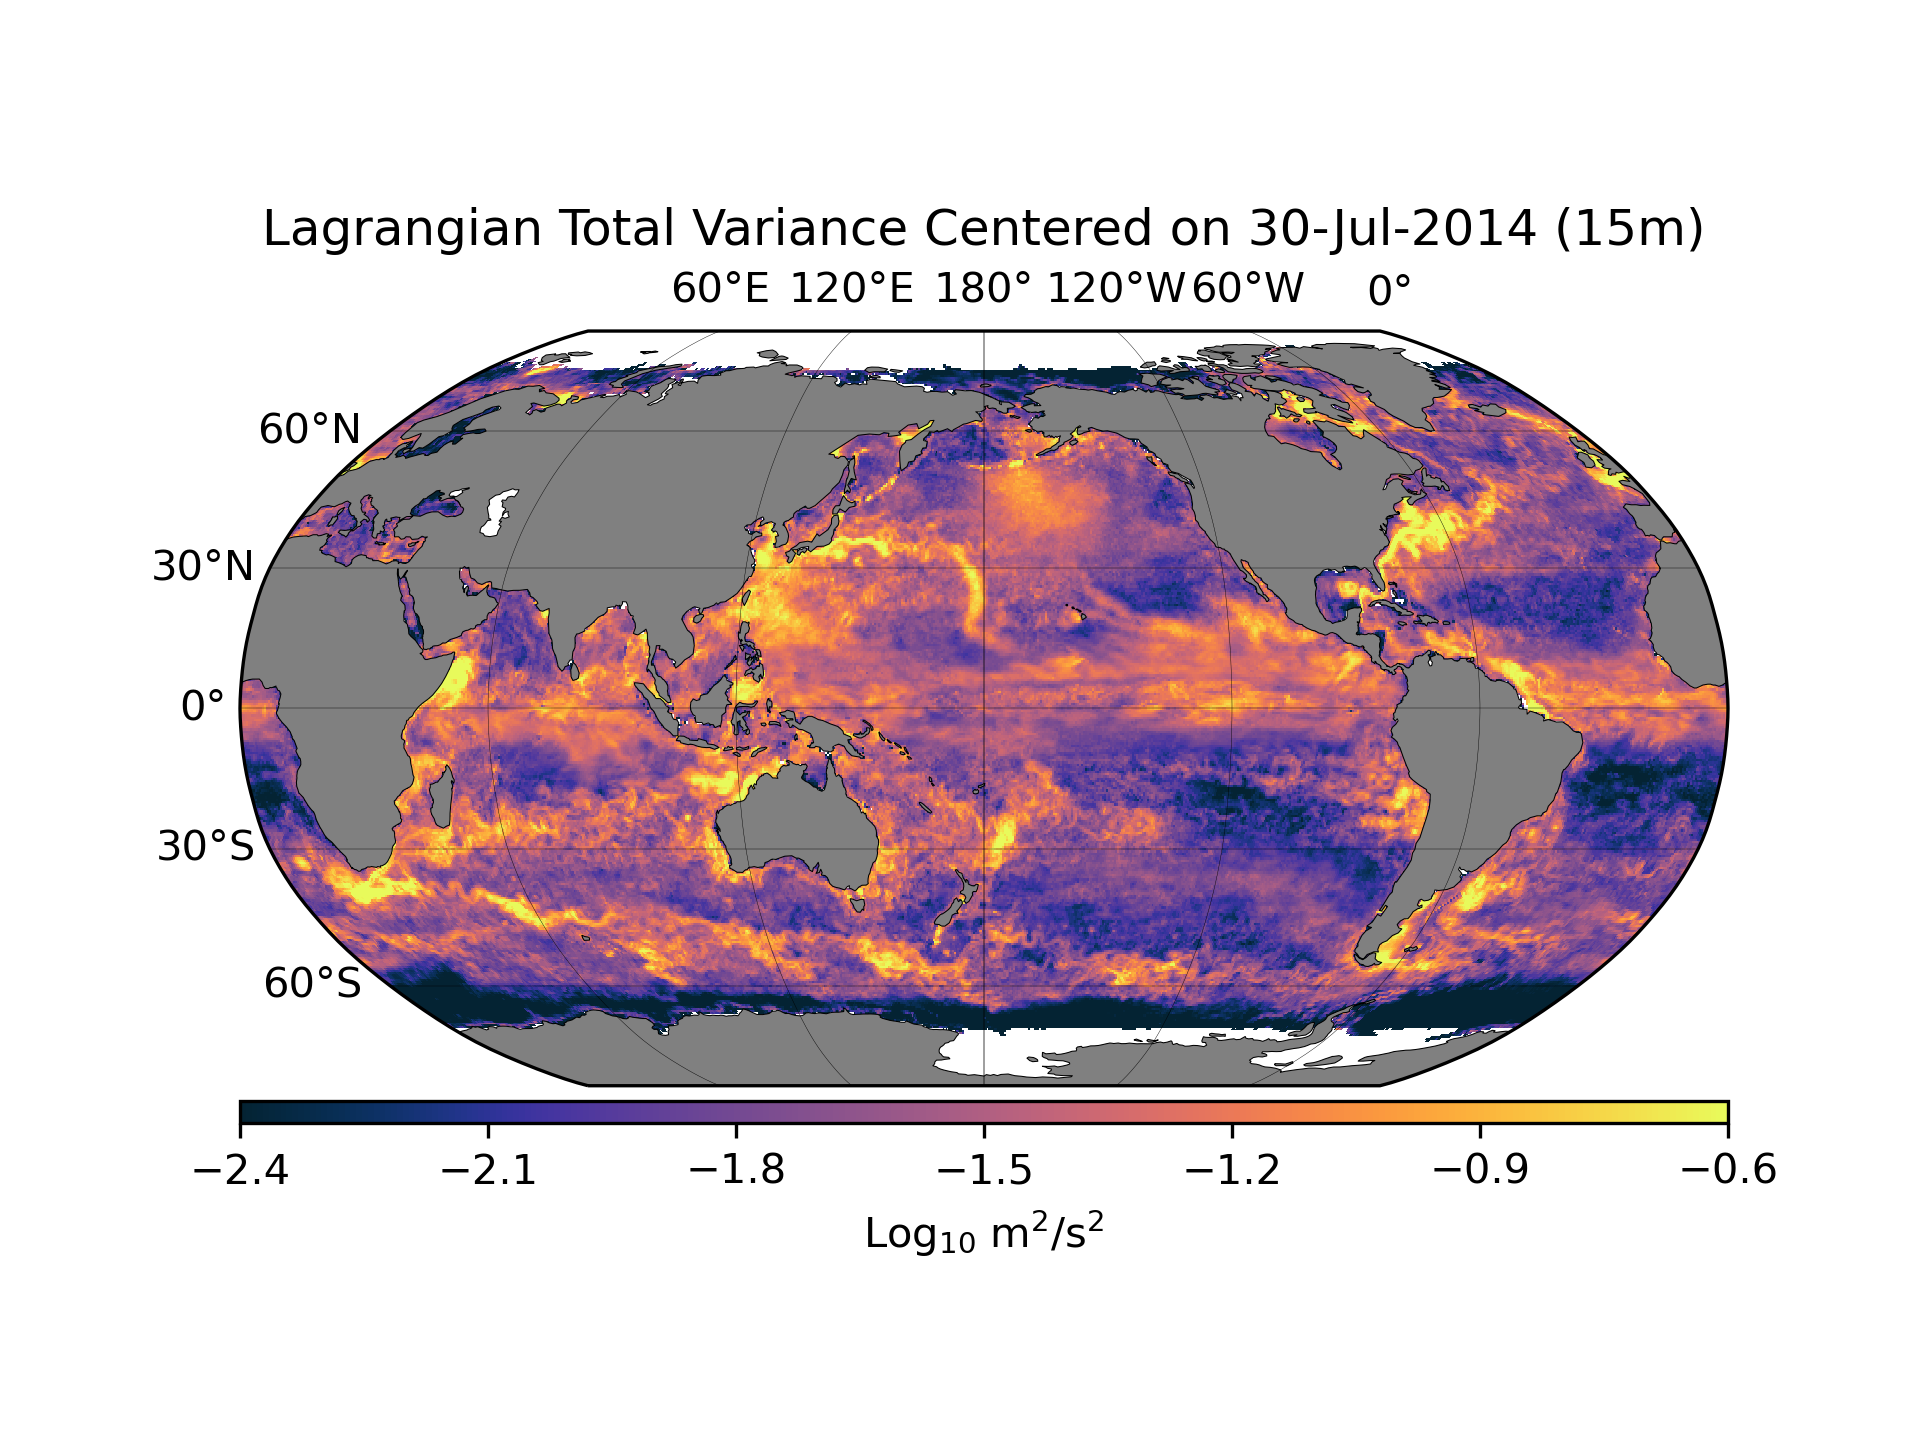 Lagrangian Total Variance Centered on 30-Jul-2014 (15m)
60°E 120°E 180° 120°W 60°W 0°
60°N
30°N
0°
30°S
60°S
−2.4 −2.1 −1.8 −1.5 −1.2 −0.9 −0.6
Log₁₀ m²/s²